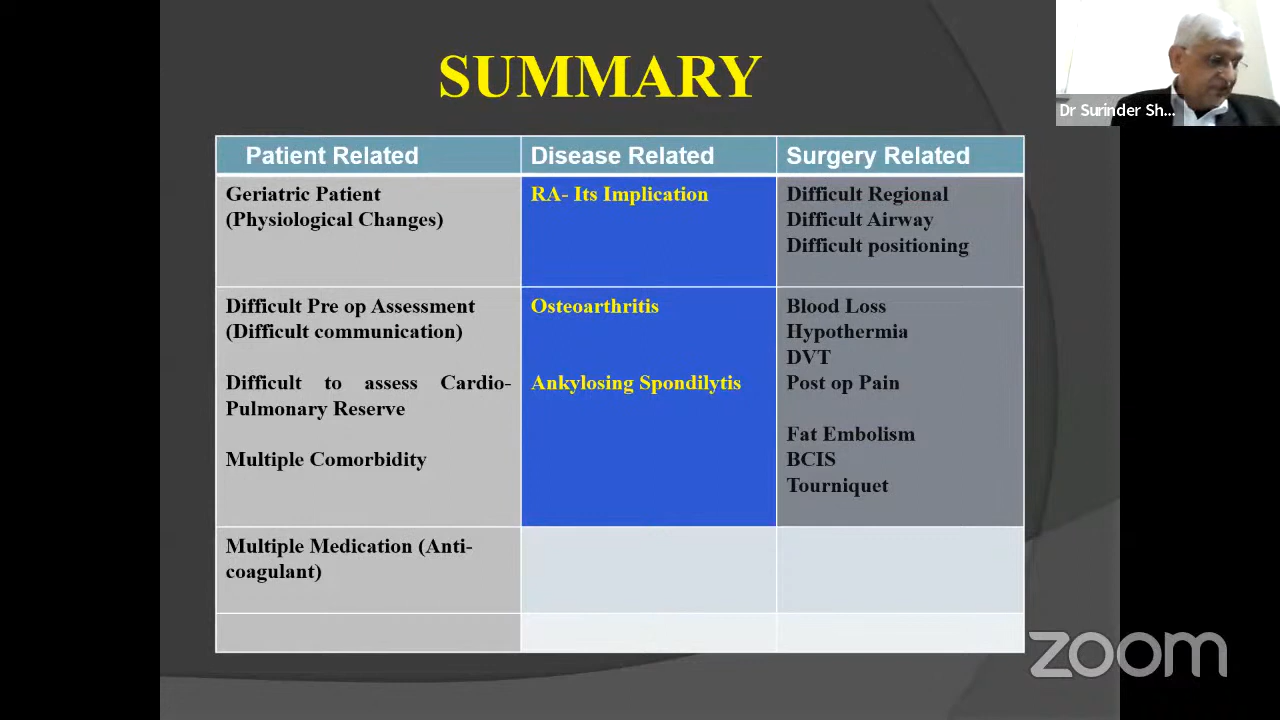 SUMMARY
Dr Surinder Sh...
Patient Related
Disease Related
Surgery Related
Geriatric Patient
(Physiological Changes)
RA- Its Implication
Difficult Regional
Difficult Airway
Difficult positioning
Difficult Pre op Assessment
(Difficult communication)
Difficult to assess Cardio-
Pulmonary Reserve
Multiple Comorbidity
Osteoarthritis
Ankylosing Spondilytis
Blood Loss
Hypothermia
DVT
Post op Pain
Fat Embolism
BCIS
Tourniquet
Multiple Medication (Anti-
coagulant)
zoom